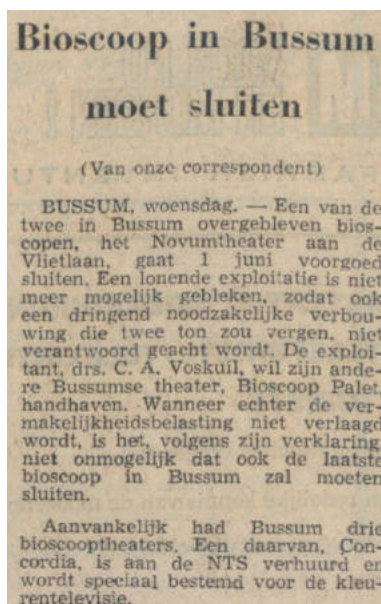 Bioscoop in Bussum
moet sluiten
(Van onze correspondent)
BUSSUM, woensdag. — Een van de
twee in Bussum overgebleven bios-
copen, het Novumtheater aan de
Vlietlaan, gaat 1 juni voorgoed
sluiten. Een lonende exploitatie is niet
meer mogelijk gebleken, zodat ook
een dringend noodzakelijke verbou-
wing die twee ton zou vergen, niet
verantwoord geacht wordt. De exploi-
tant, drs. C. A. Voskuil, wil zijn ande-
re Bussumse theater, Bioscoop Palet
handhaven. Wanneer echter de ver-
makelijkheidsbelasting niet verlaagd
wordt, is het, volgens zijn verklaring
niet onmogelijk dat ook de laatste
bioscoop in Bussum zal moeten
sluiten.
Aanvankelijk had Bussum drie
bioscooptheaters. Een daarvan, Con-
cordia, is aan de NTS verhuurd en
wordt speciaal bestemd voor de kleu-
rentelevisie.